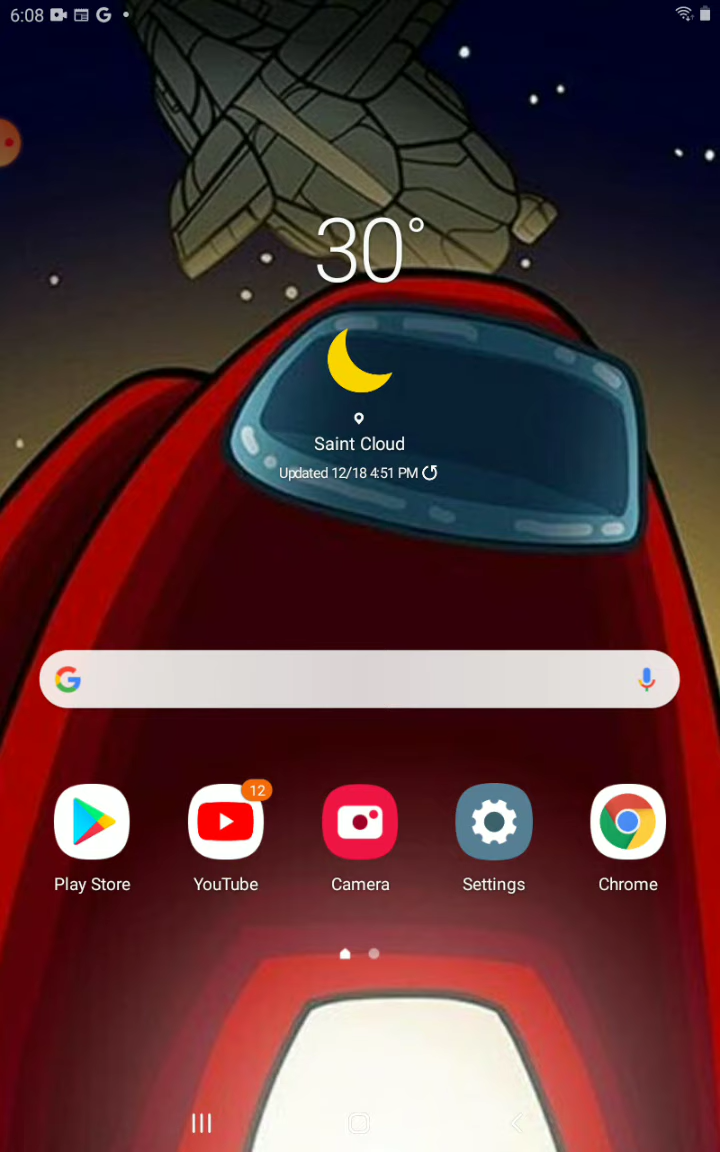 6:08
30°
Saint Cloud
Updated 12/18 4:51 PM
12
Play Store
YouTube
Camera
Settings
Chrome